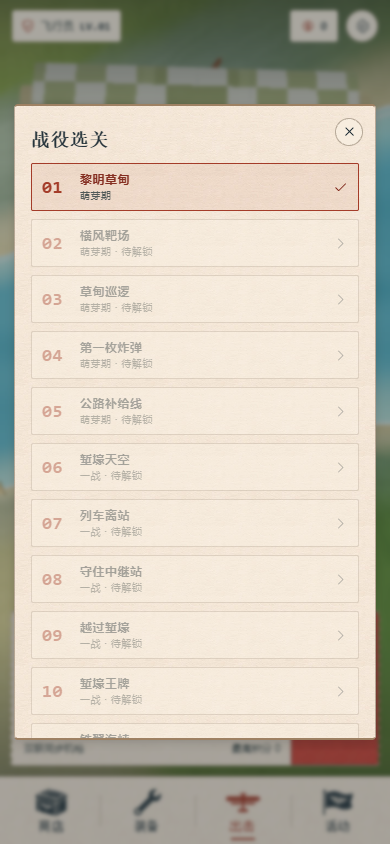 飞行员 LV.01
0
战役选关
01
黎明草甸
萌芽期
02
横风靶场
萌芽期 · 待解锁
03
草甸巡逻
萌芽期 · 待解锁
04
第一枚炸弹
萌芽期 · 待解锁
05
公路补给线
萌芽期 · 待解锁
06
堑壕天空
一战 · 待解锁
07
列车离站
一战 · 待解锁
08
守住中继站
一战 · 待解锁
09
越过堑壕
一战 · 待解锁
10
堑壕王牌
一战 · 待解锁
商店
装备
出击
活动